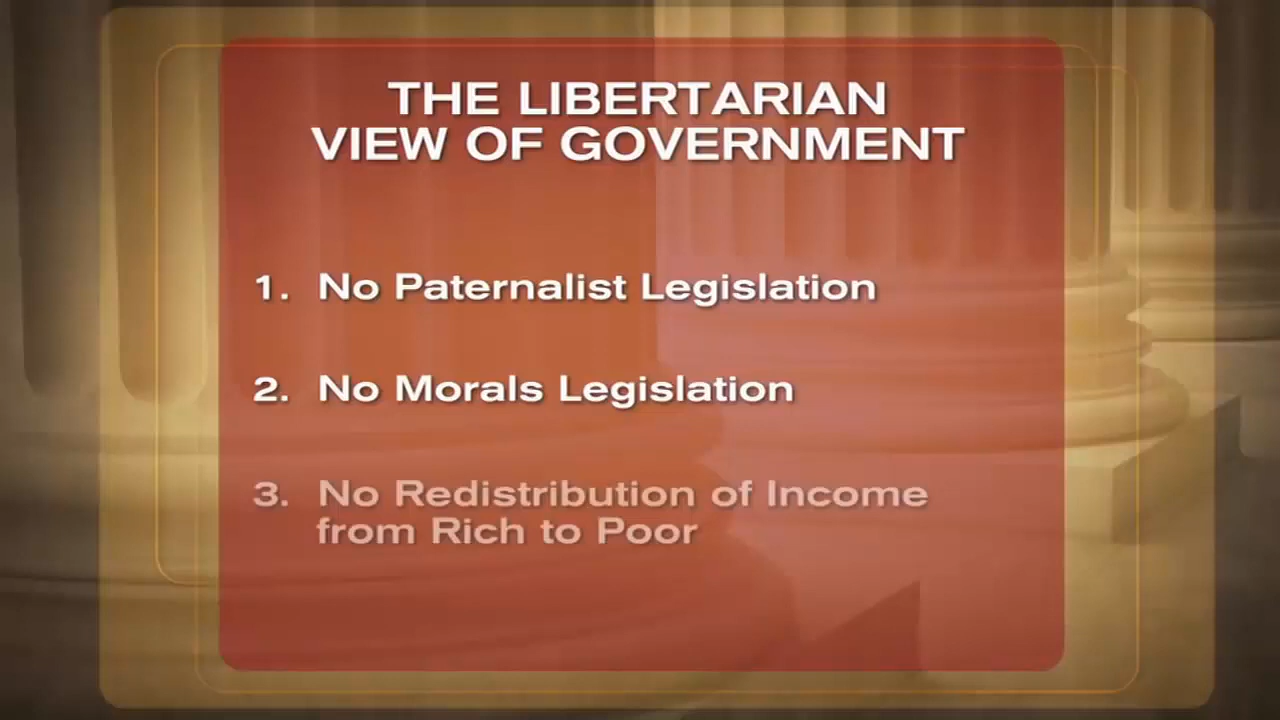 THE LIBERTARIAN
VIEW OF GOVERNMENT
1. No Paternalist Legislation
2. No Morals Legislation
3. No Redistribution of Income
from Rich to Poor